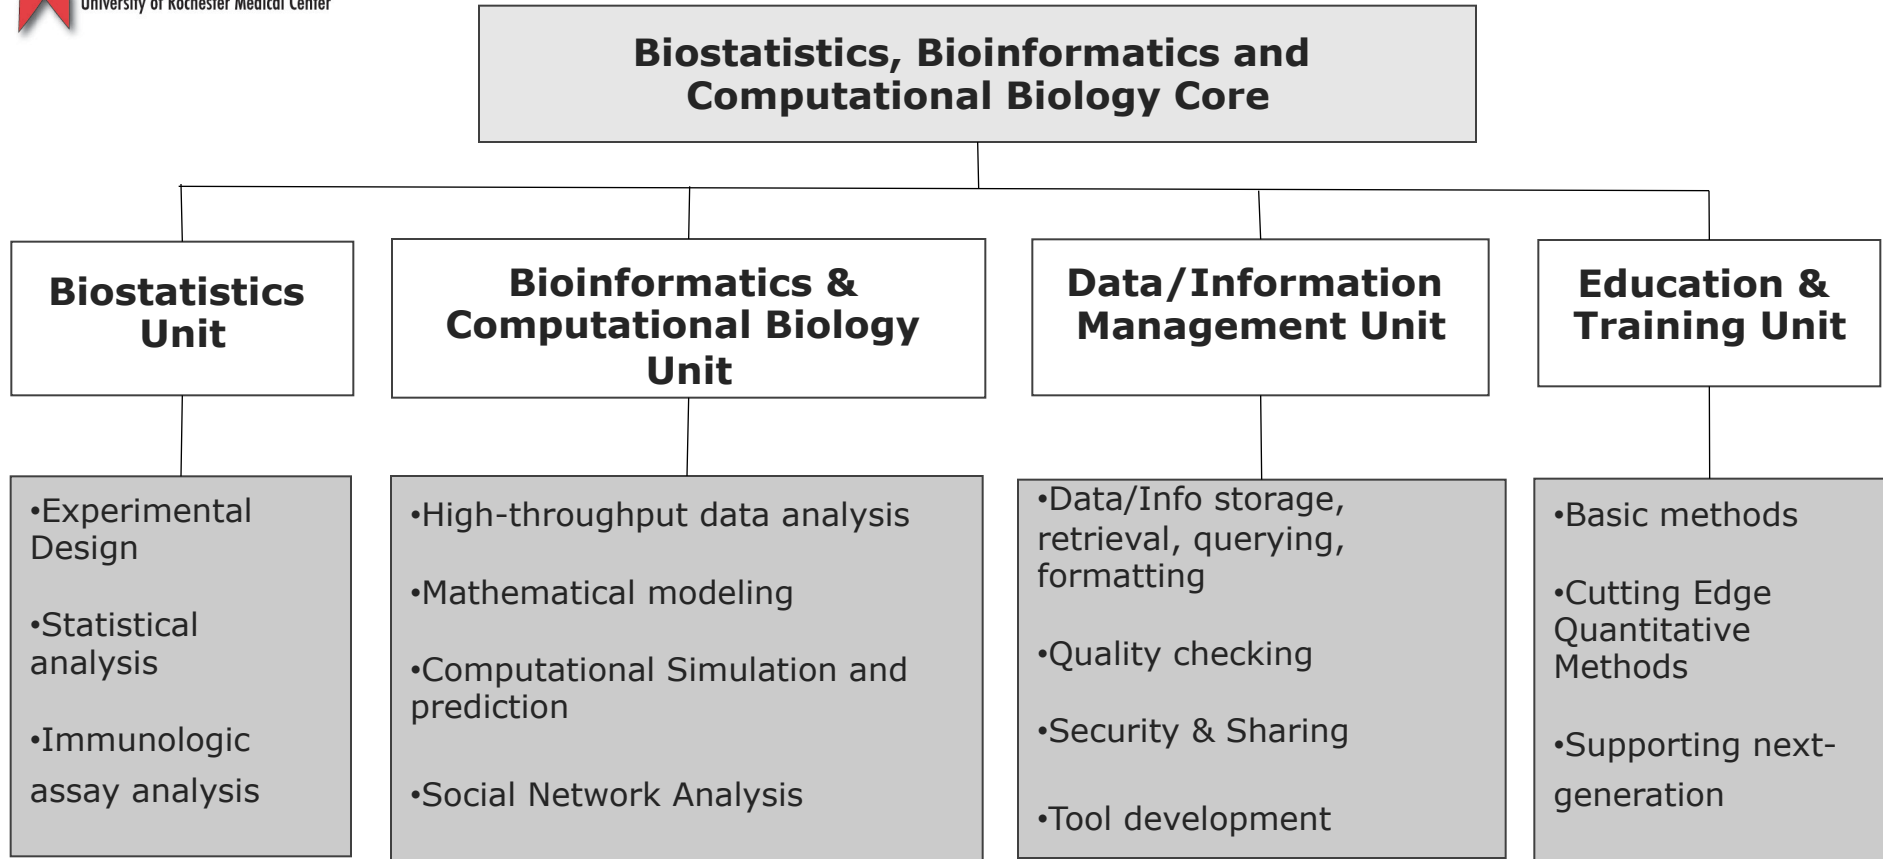 University of Rochester Medical Center
Biostatistics, Bioinformatics and
Computational Biology Core
Biostatistics
Unit
Bioinformatics &
Computational Biology
Unit
Data/Information
Management Unit
Education &
Training Unit
•Experimental
Design
•Statistical
analysis
•Immunologic
assay analysis
•High-throughput data analysis
•Mathematical modeling
•Computational Simulation and
prediction
•Social Network Analysis
•Data/Info storage,
retrieval, querying,
formatting
•Quality checking
•Security & Sharing
•Tool development
•Basic methods
•Cutting Edge
Quantitative
Methods
•Supporting next-
generation